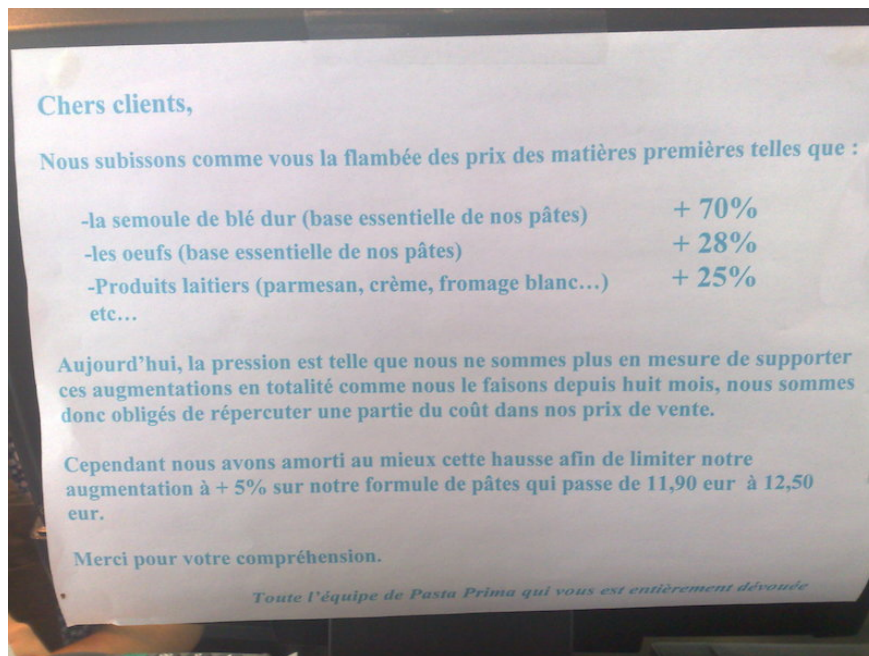 Chers clients,
Nous subissons comme vous la flambée des prix des matières premières telles que :
-la semoule de blé dur (base essentielle de nos pâtes) + 70%
-les oeufs (base essentielle de nos pâtes) + 28%
-Produits laitiers (parmesan, crème, fromage blanc…) + 25%
etc…
Aujourd’hui, la pression est telle que nous ne sommes plus en mesure de supporter
ces augmentations en totalité comme nous le faisons depuis huit mois, nous sommes
donc obligés de répercuter une partie du coût dans nos prix de vente.
Cependant nous avons amorti au mieux cette hausse afin de limiter notre
augmentation à + 5% sur notre formule de pâtes qui passe de 11,90 eur à 12,50
eur.
Merci pour votre compréhension.
Toute l’équipe de Pasta Prima qui vous est entièrement dévouée